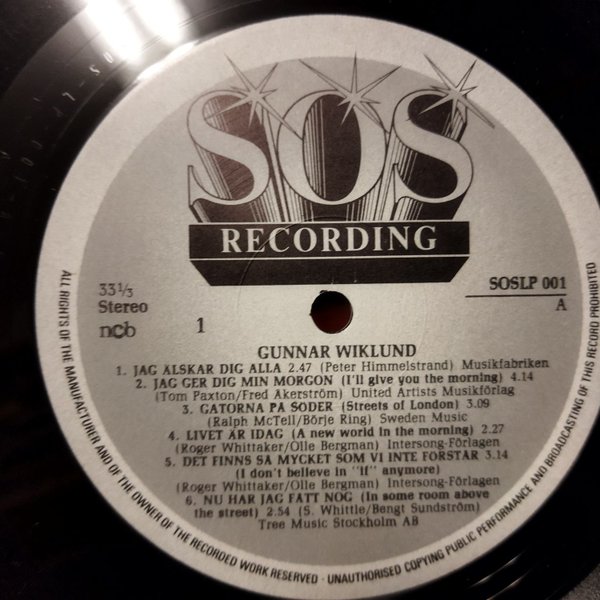 SOS
RECORDING
33⅓
Stereo
ncb
1
SOSLP 001
A
GUNNAR WIKLUND
1. JAG ÄLSKAR DIG ALLA 2.47 (Peter Himmelstrand) Musikfabriken
2. JAG GER DIG MIN MORGON (I'll give you the morning) 4.14
(Tom Paxton/Fred Åkerström) United Artists Musikförlag
3. GATORNA PÅ SÖDER (Streets of London) 3.09
(Ralph McTell/Börje Ring) Sweden Music
4. LIVET ÄR IDAG (A new world in the morning) 2.27
(Roger Whittaker/Olle Bergman) Intersong-Förlagen
5. DET FINNS SÅ MYCKET SOM VI INTE FÖRSTÅR 3.14
(I don't believe in "If" anymore)
(Roger Whittaker/Olle Bergman) Intersong-Förlagen
6. NU HAR JAG FÅTT NOG (In some room above
the street) 2.54 (S. Whittle/Bengt Sundström)
Tree Music Stockholm AB
ALL RIGHTS OF THE MANUFACTURER AND OF THE OWNER OF THE RECORDED WORK RESERVED · UNAUTHORISED COPYING PUBLIC PERFORMANCE AND BROADCASTING OF THIS RECORD PROHIBITED